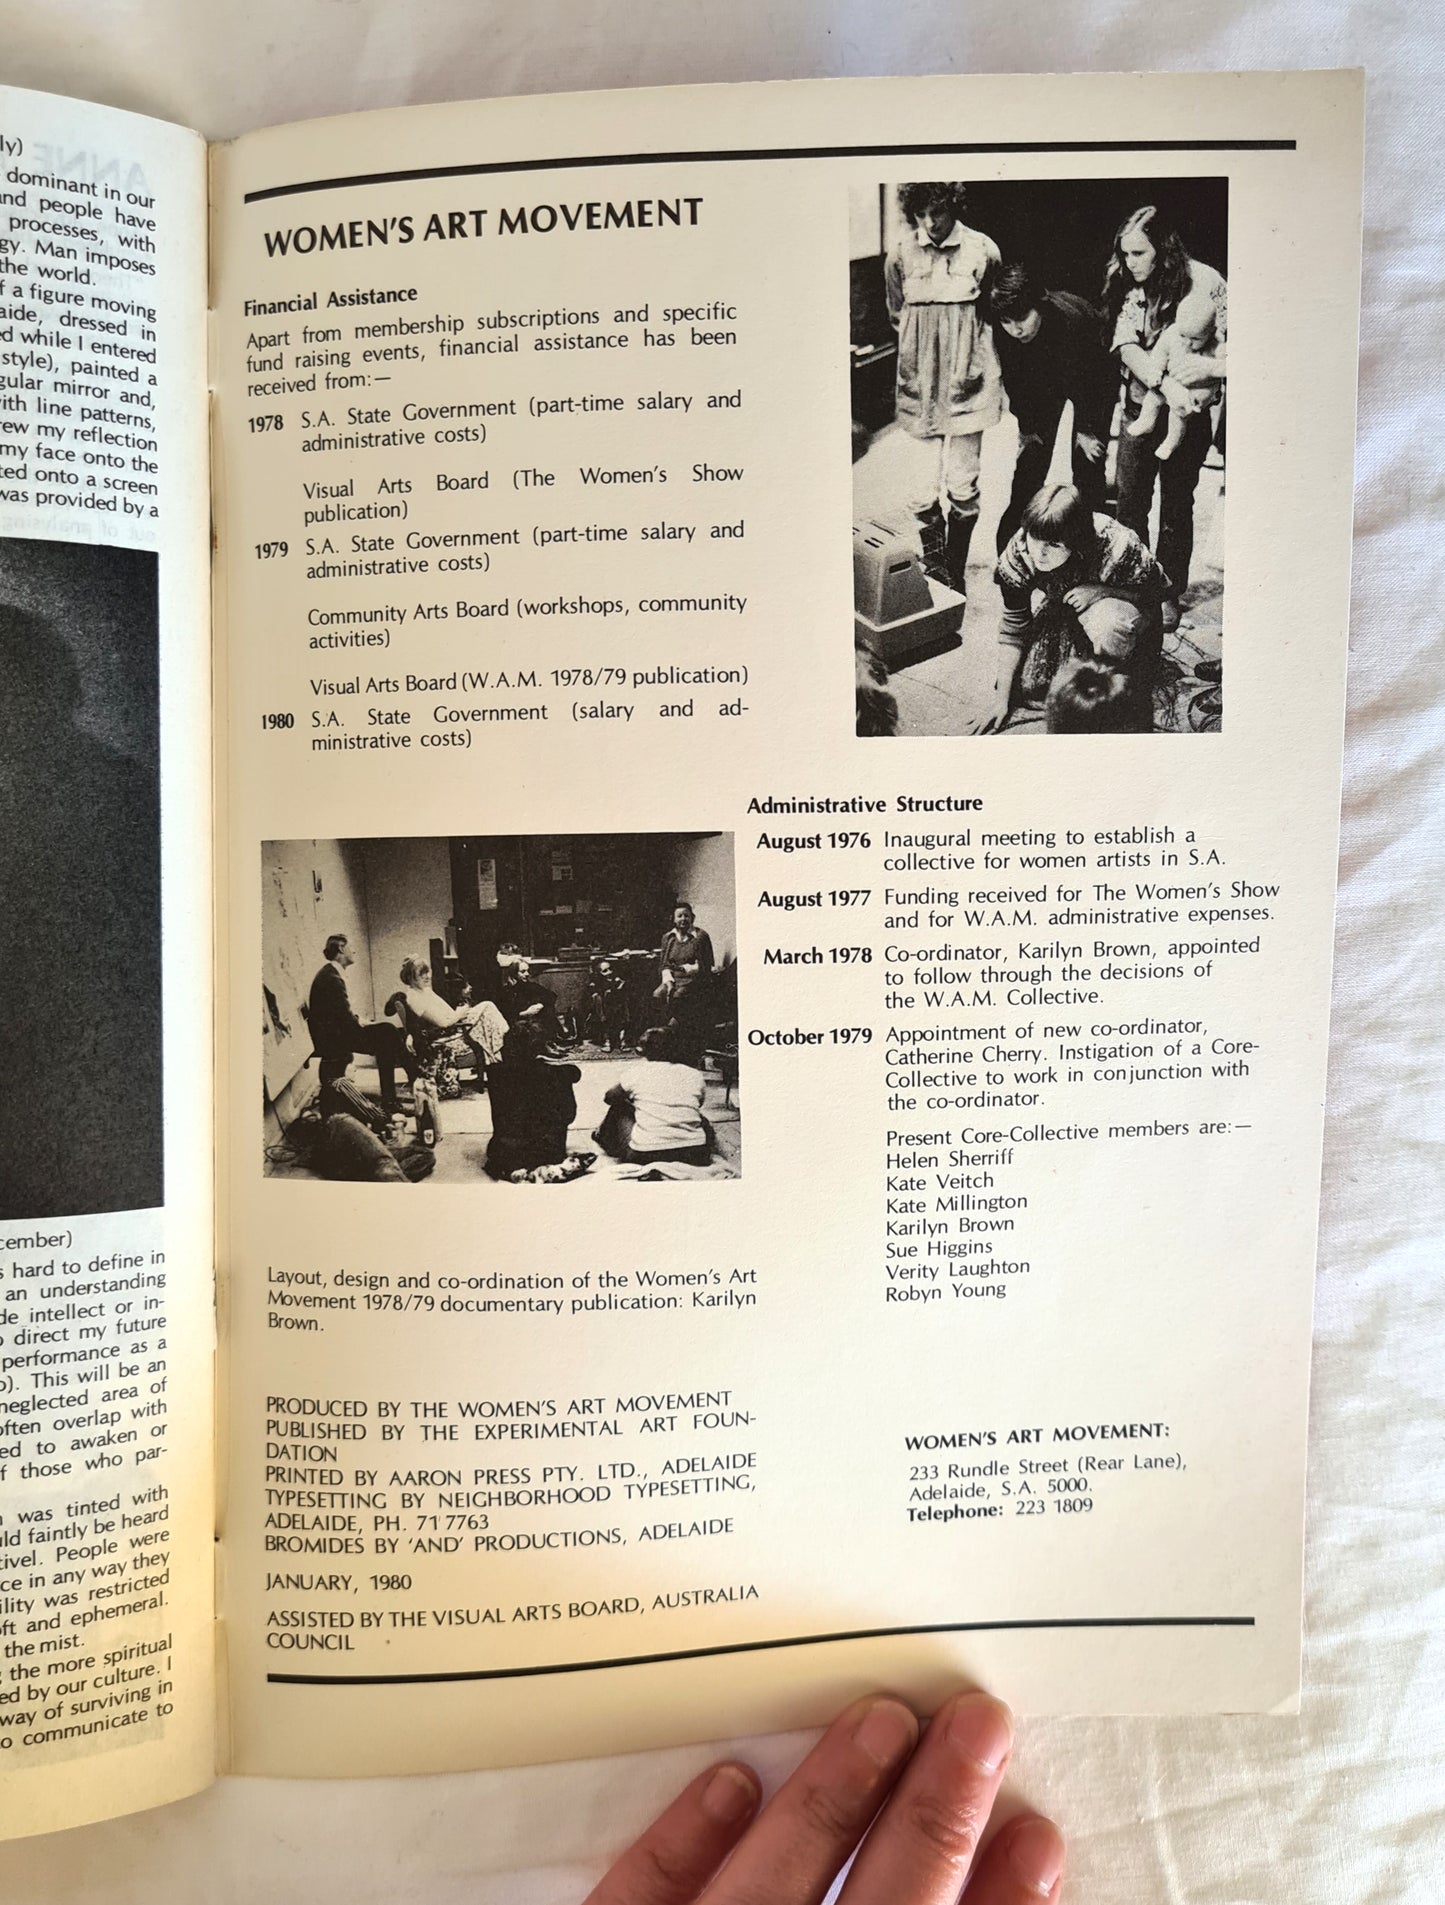 ly)
dominant in our
and people have
processes, with
gy. Man imposes
the world.
f a figure moving
aide, dressed in
ed while I entered
style), painted a
gular mirror and,
with line patterns,
rew my reflection
my face onto the
ted onto a screen
was provided by a
cember)
s hard to define in
an understanding
de intellect or in-
o direct my future
performance as a
o). This will be an
neglected area of
often overlap with
ed to awaken or
f those who par-
n was tinted with
uld faintly be heard
tivel. People were
ce in any way they
ility was restricted
oft and ephemeral.
the mist.
g the more spiritual
ed by our culture. I
way of surviving in
o communicate to
WOMEN'S ART MOVEMENT
Financial Assistance
Apart from membership subscriptions and specific
fund raising events, financial assistance has been
received from:—
1978 S.A. State Government (part-time salary and
administrative costs)
Visual Arts Board (The Women's Show
publication)
1979 S.A. State Government (part-time salary and
administrative costs)
Community Arts Board (workshops, community
activities)
Visual Arts Board (W.A.M. 1978/79 publication)
1980 S.A. State Government (salary and ad-
ministrative costs)
Administrative Structure
August 1976 Inaugural meeting to establish a
collective for women artists in S.A.
August 1977 Funding received for The Women's Show
and for W.A.M. administrative expenses.
March 1978 Co-ordinator, Karilyn Brown, appointed
to follow through the decisions of
the W.A.M. Collective.
October 1979 Appointment of new co-ordinator,
Catherine Cherry. Instigation of a Core-
Collective to work in conjunction with
the co-ordinator.
Present Core-Collective members are:—
Helen Sherriff
Kate Veitch
Kate Millington
Karilyn Brown
Sue Higgins
Verity Laughton
Robyn Young
Layout, design and co-ordination of the Women's Art
Movement 1978/79 documentary publication: Karilyn
Brown.
PRODUCED BY THE WOMEN'S ART MOVEMENT
PUBLISHED BY THE EXPERIMENTAL ART FOUN-
DATION
PRINTED BY AARON PRESS PTY. LTD., ADELAIDE
TYPESETTING BY NEIGHBORHOOD TYPESETTING,
ADELAIDE, PH. 71 7763
BROMIDES BY 'AND' PRODUCTIONS, ADELAIDE
JANUARY, 1980
ASSISTED BY THE VISUAL ARTS BOARD, AUSTRALIA
COUNCIL
WOMEN'S ART MOVEMENT:
233 Rundle Street (Rear Lane),
Adelaide, S.A. 5000.
Telephone: 223 1809